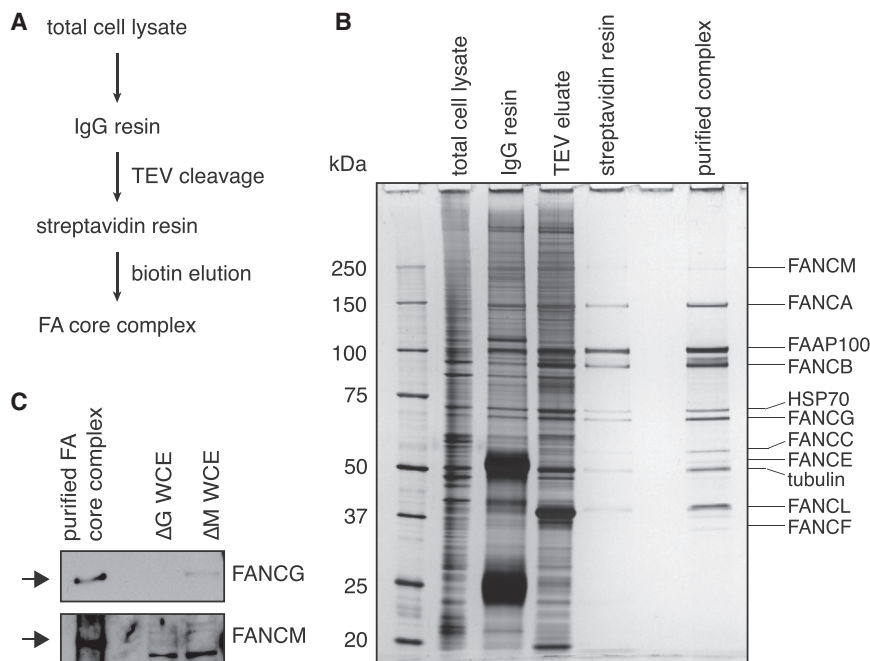 A
total cell lysate
IgG resin
TEV cleavage
streptavidin resin
biotin elution
FA core complex
B
total cell lysate
IgG resin
TEV eluate
streptavidin resin
purified complex
kDa
250
150
100
75
50
37
25
20
FANCM
FANCA
FAAP100
FANCB
HSP70
FANCG
FANCC
FANCE
tubulin
FANCL
FANCF
C
purified FA
core complex
ΔG WCE
ΔM WCE
FANCG
FANCM